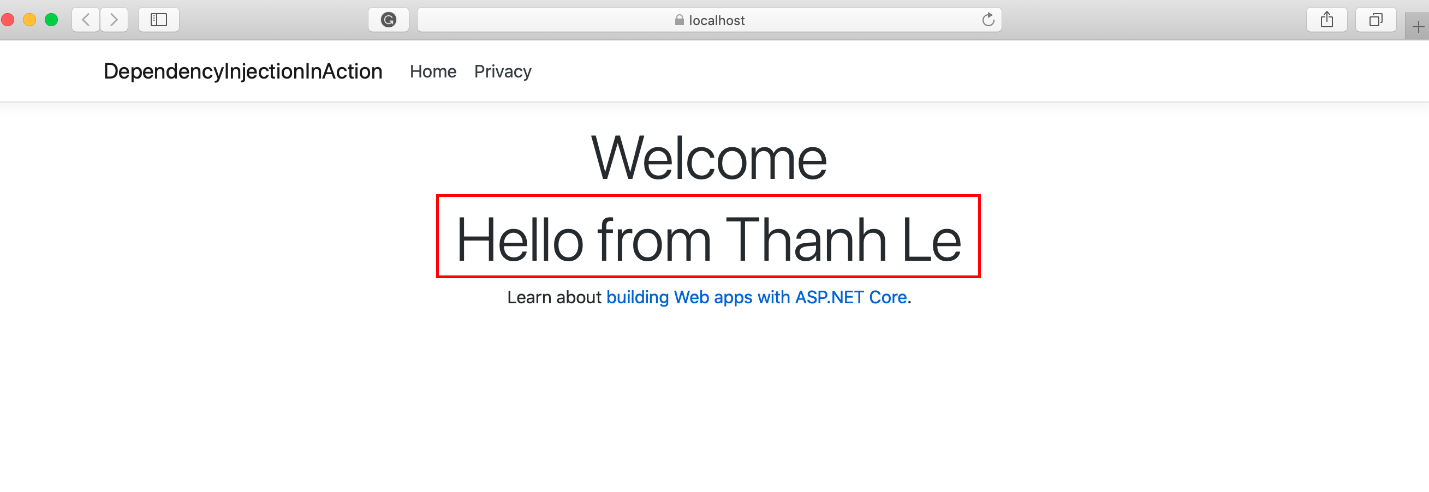 localhost
DependencyInjectionInAction Home Privacy
Welcome
Hello from Thanh Le
Learn about building Web apps with ASP.NET Core.